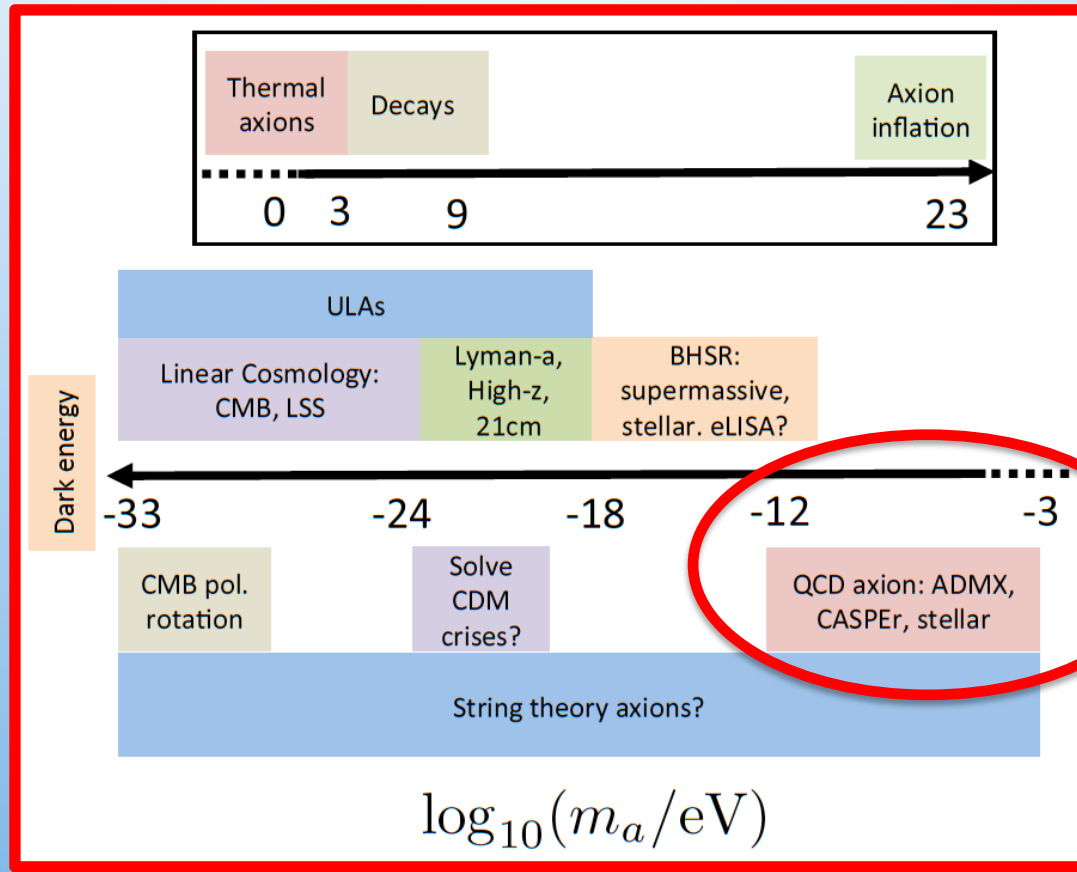 Thermal
axions
Decays
Axion
inflation
0 3 9 23
ULAs
Linear Cosmology:
CMB, LSS
Lyman-a,
High-z,
21cm
BHSR:
supermassive,
stellar. eLISA?
Dark energy
-33 -24 -18 -12 -3
CMB pol.
rotation
Solve
CDM
crises?
QCD axion: ADMX,
CASPEr, stellar
String theory axions?
log₁₀(mₐ/eV)